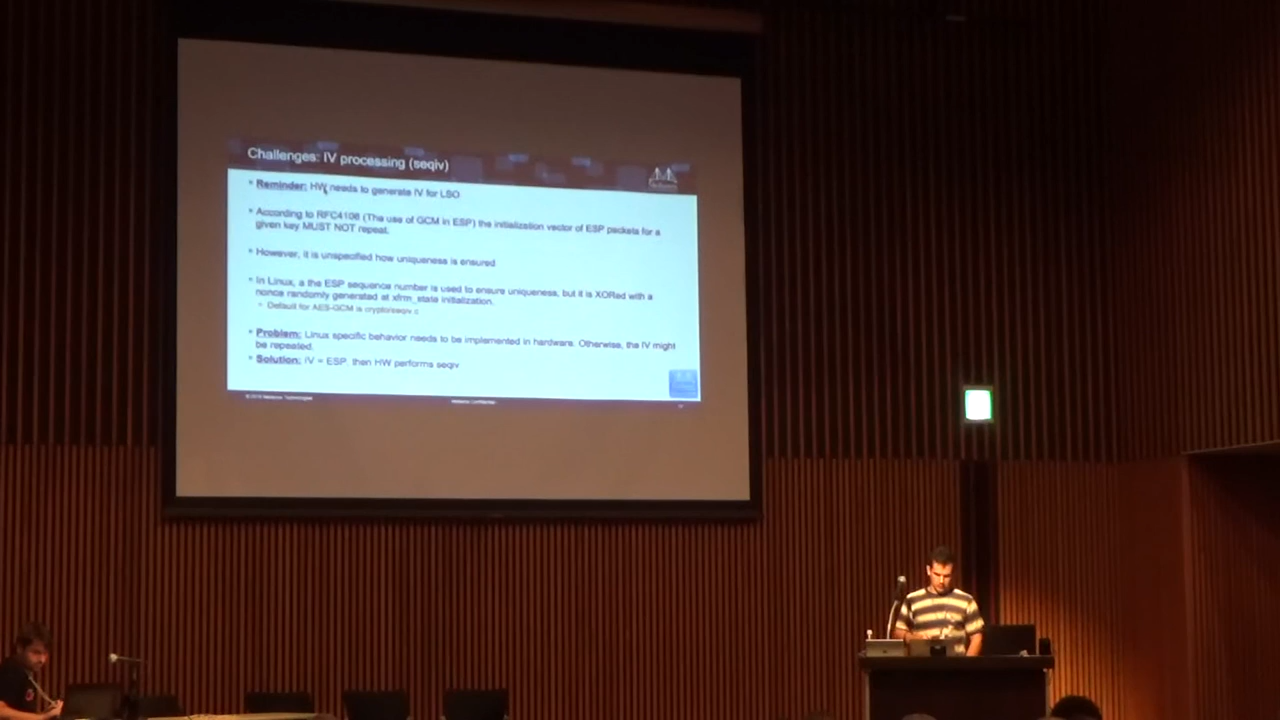 Challenges: IV processing (seqiv)
• Reminder: HW needs to generate IV for LSO
• According to RFC4106 (The use of GCM in ESP) the initialization vector of ESP packets for a
given key MUST NOT repeat.
• However, it is unspecified how uniqueness is ensured
• In Linux, a the ESP sequence number is used to ensure uniqueness, but it is XORed with a
nonce randomly generated at xfrm_state initialization.
• Default for AES-GCM is crypto/seqiv.c
• Problem: Linux specific behavior needs to be implemented in hardware. Otherwise, the IV might
be repeated.
• Solution: IV = ESP. then HW performs seqiv
Mellanox Technologies
Mellanox Confidential